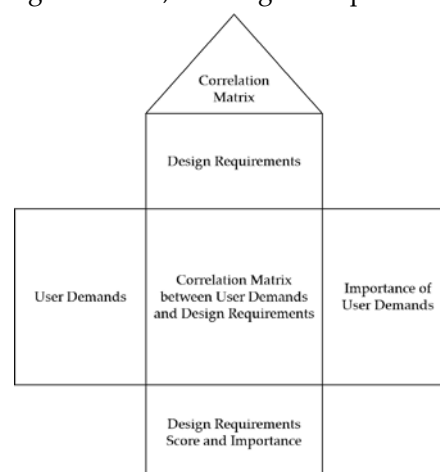 Correlation
Matrix
Design Requirements
User Demands
Correlation Matrix
between User Demands
and Design Requirements
Importance of
User Demands
Design Requirements
Score and Importance